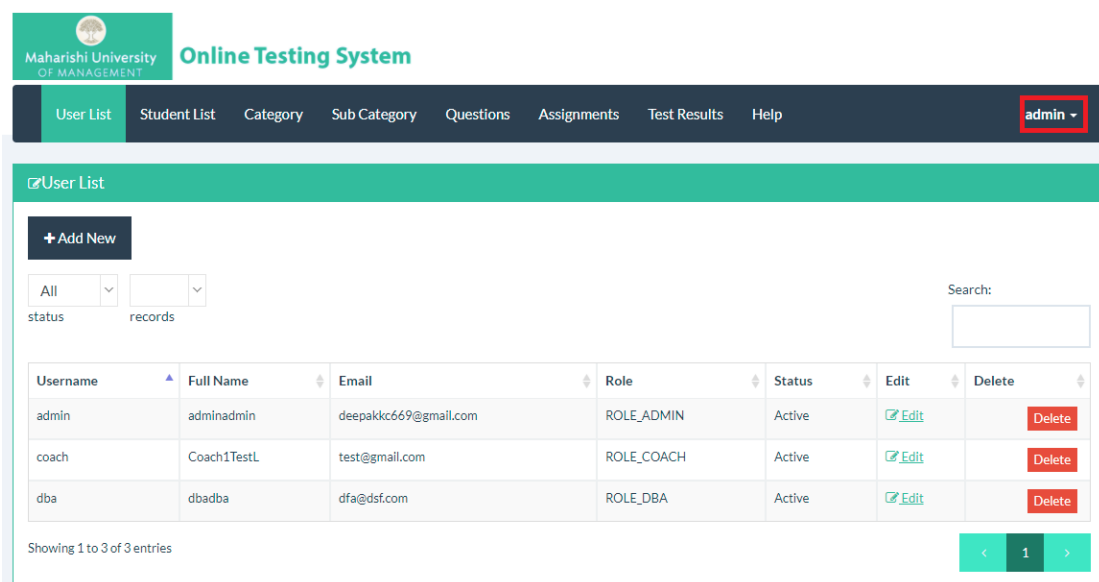 Maharishi University
OF MANAGEMENT
Online Testing System
User List Student List Category Sub Category Questions Assignments Test Results Help admin
User List
Add New
All
status records
Search:
Username Full Name Email Role Status Edit Delete
admin adminadmin deepakkc669@gmail.com ROLE_ADMIN Active Edit Delete
coach Coach1TestL test@gmail.com ROLE_COACH Active Edit Delete
dba dbadba dfa@dsf.com ROLE_DBA Active Edit Delete
Showing 1 to 3 of 3 entries
< 1 >